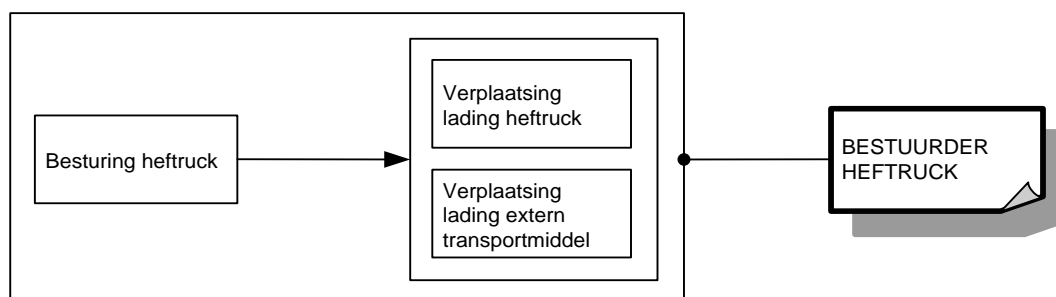 Besturing heftruck
Verplaatsing
lading heftruck
Verplaatsing
lading extern
transportmiddel
BESTUURDER
HEFTRUCK